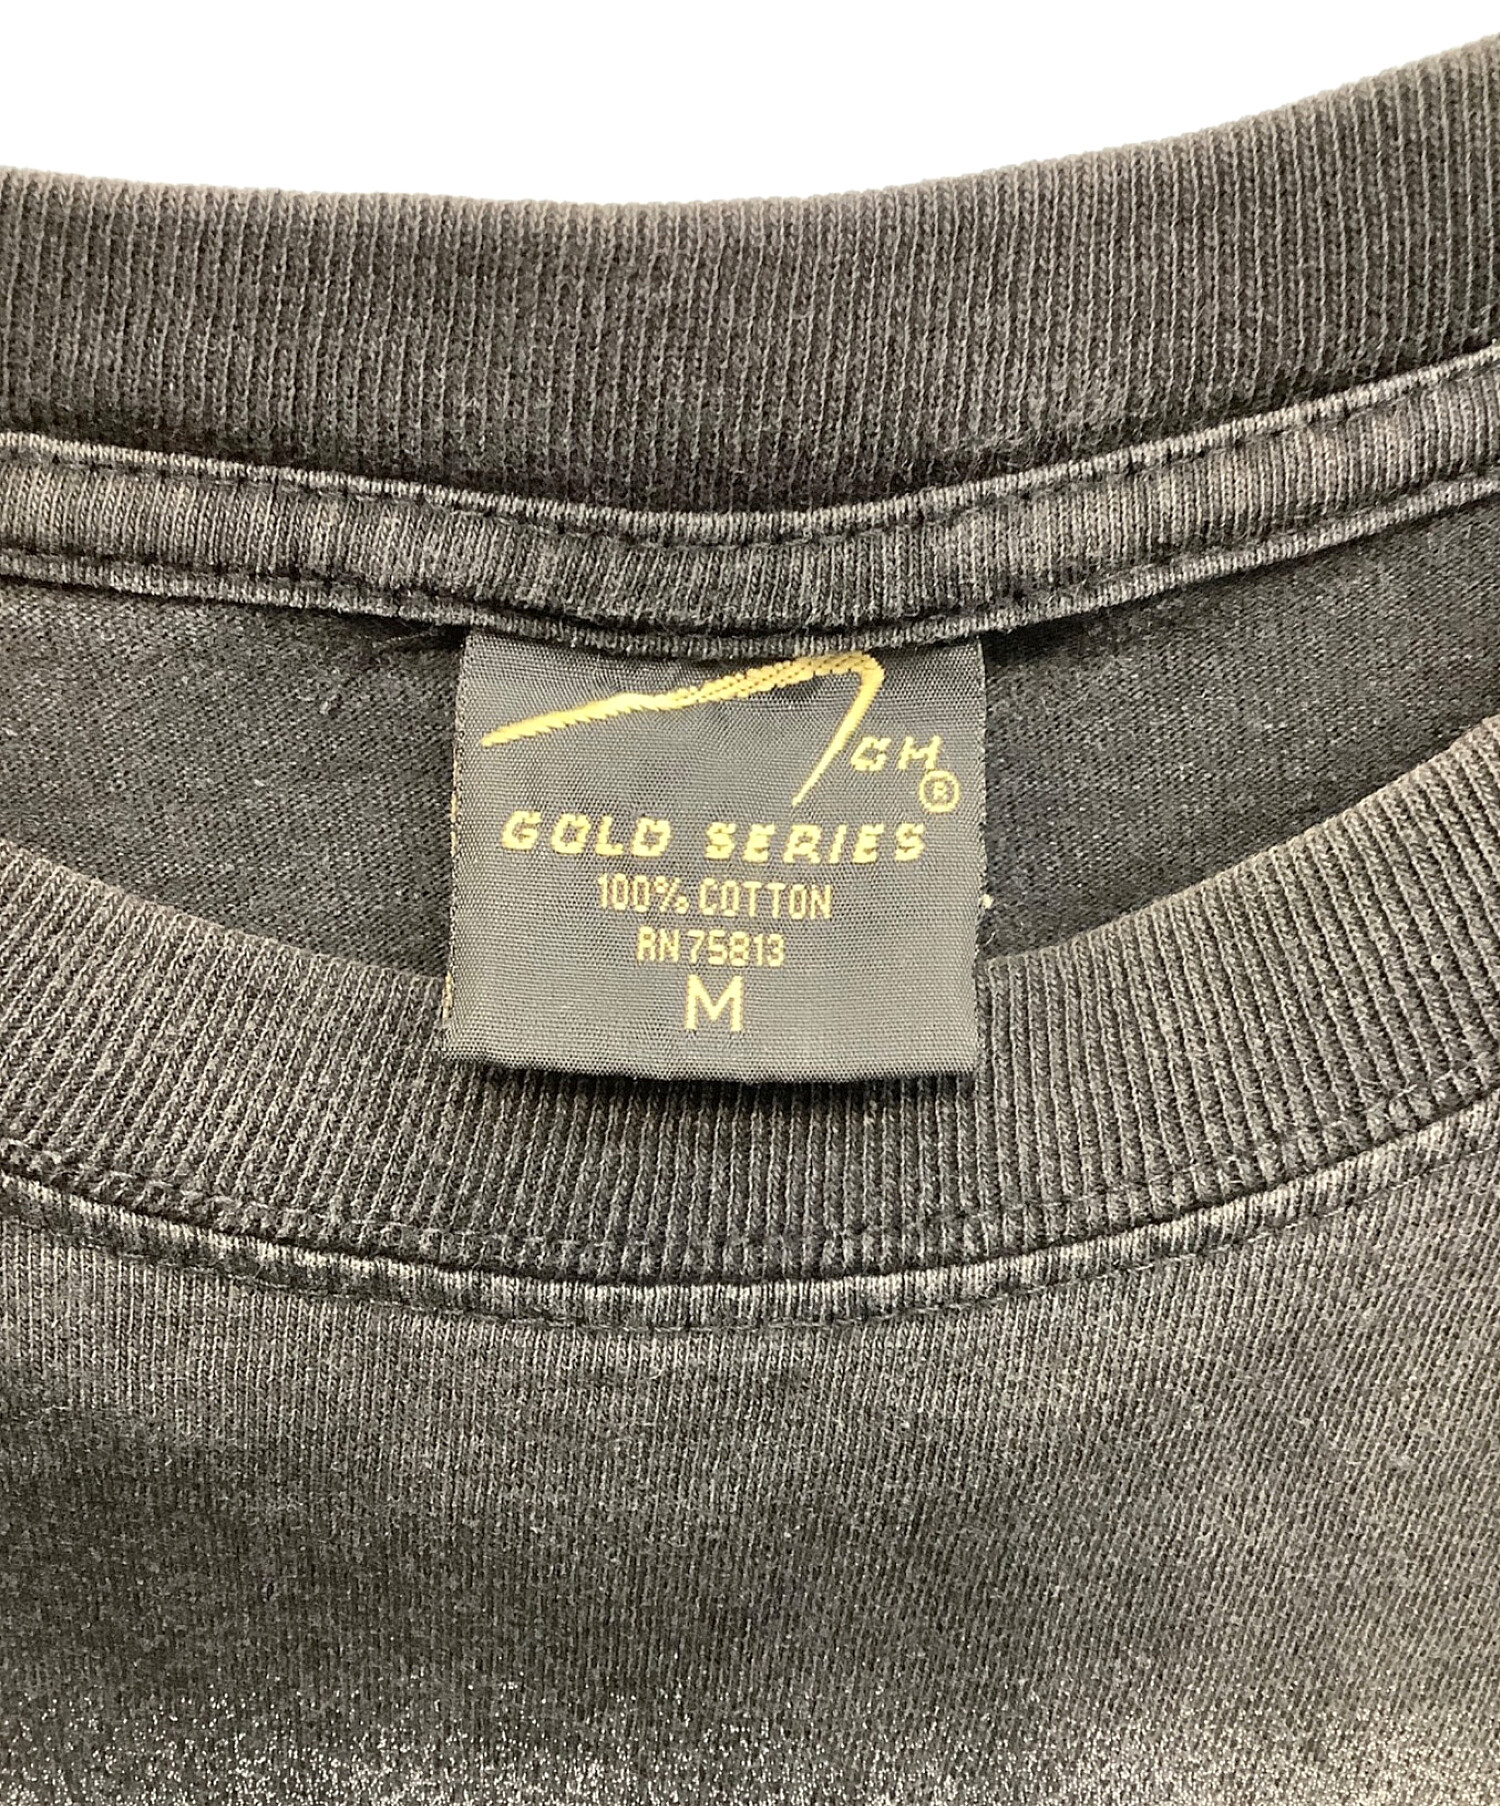 GH
®
GOLD SERIES
100% COTTON
RN 75813
M